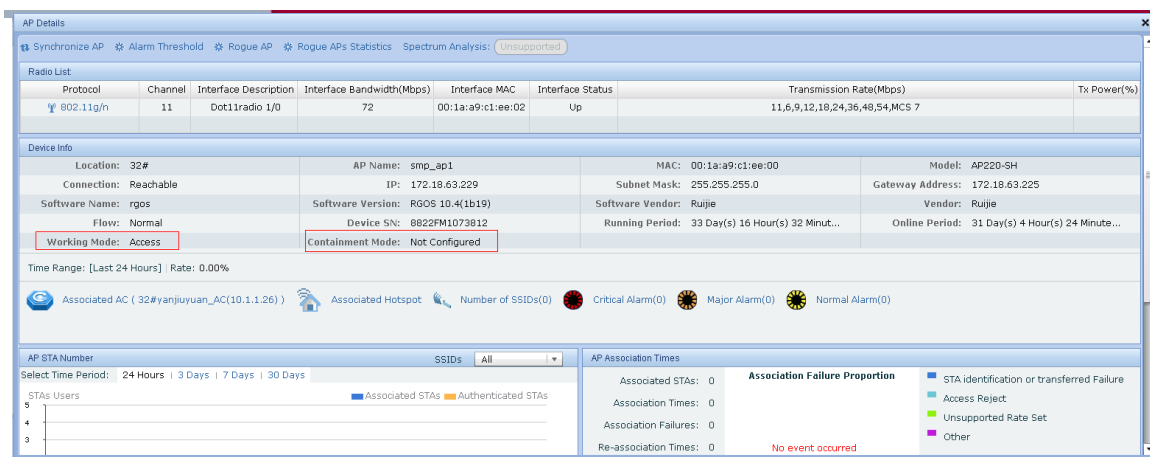 AP Details
Synchronize AP Alarm Threshold Rogue AP Rogue APs Statistics Spectrum Analysis: Unsupported
Radio List
Protocol Channel Interface Description Interface Bandwidth(Mbps) Interface MAC Interface Status Transmission Rate(Mbps) Tx Power(%)
802.11g/n 11 Dot11radio 1/0 72 00:1a:a9:c1:ee:02 Up 11,6,9,12,18,24,36,48,54,MCS 7
Device Info
Location: 32# AP Name: smp_ap1 MAC: 00:1a:a9:c1:ee:00 Model: AP220-SH
Connection: Reachable IP: 172.18.63.229 Subnet Mask: 255.255.255.0 Gateway Address: 172.18.63.225
Software Name: rgos Software Version: RGOS 10.4(1b19) Software Vendor: Ruijie Vendor: Ruijie
Flow: Normal Device SN: 8822FM1073812 Running Period: 33 Day(s) 16 Hour(s) 32 Minut... Online Period: 31 Day(s) 4 Hour(s) 24 Minute...
Working Mode: Access Containment Mode: Not Configured
Time Range: [Last 24 Hours] | Rate: 0.00%
Associated AC ( 32#yanjiuyuan_AC(10.1.1.26) ) Associated Hotspot Number of SSIDs(0) Critical Alarm(0) Major Alarm(0) Normal Alarm(0)
AP STA Number SSIDs All
Select Time Period: 24 Hours | 3 Days | 7 Days | 30 Days
STAs Users Associated STAs Authenticated STAs
5
4
3
AP Association Times
Associated STAs: 0
Association Times: 0
Association Failures: 0
Re-association Times: 0
Association Failure Proportion
No event occurred
STA identification or transferred Failure
Access Reject
Unsupported Rate Set
Other